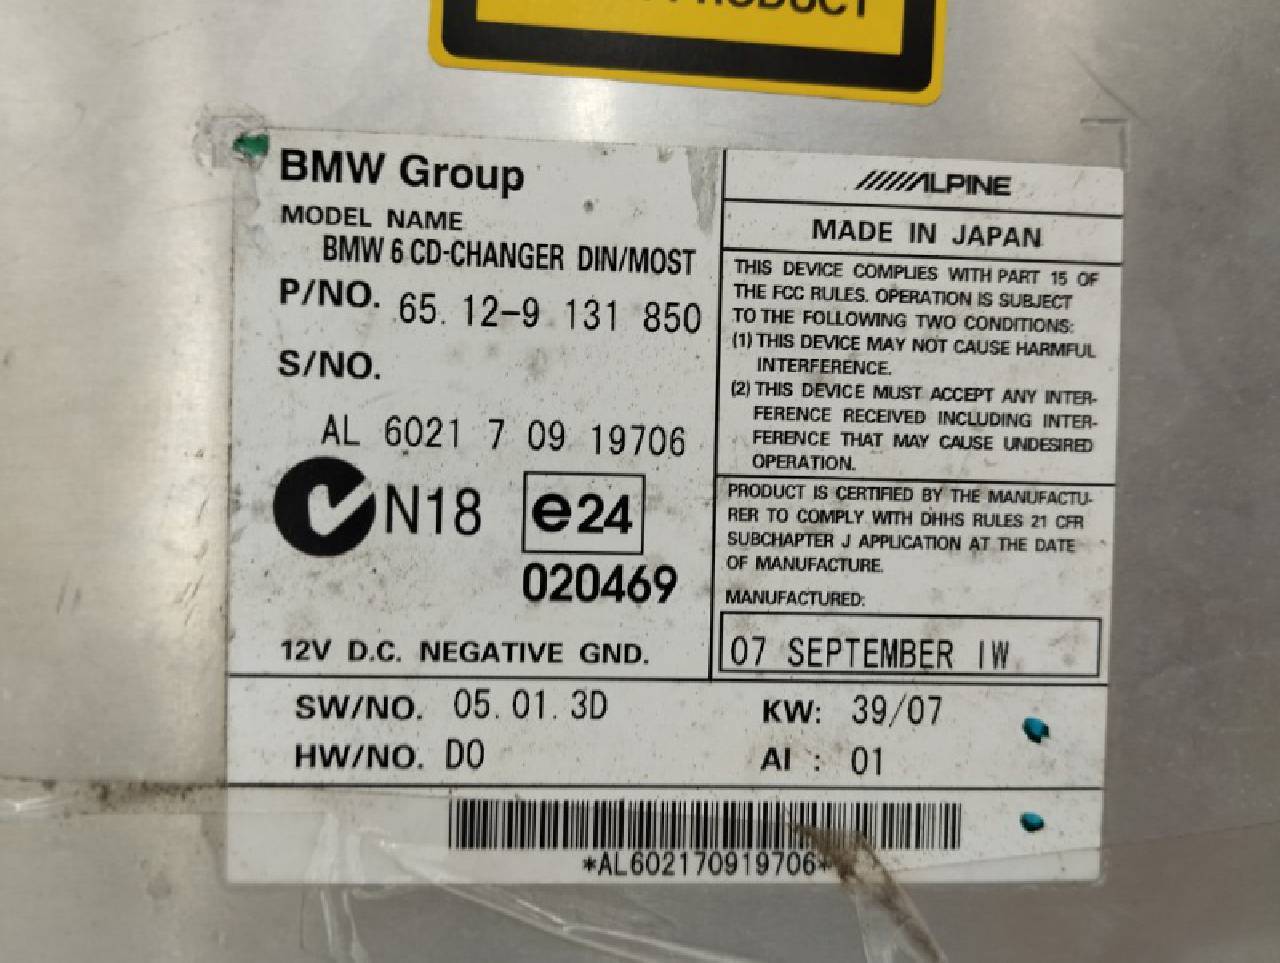 PRODUCT
BMW Group
MODEL NAME
BMW 6 CD-CHANGER DIN/MOST
P/NO. 65. 12-9 131 850
S/NO.
AL 6021 7 09 19706
N18 e24
020469
12V D.C. NEGATIVE GND.
ALPINE
MADE IN JAPAN
THIS DEVICE COMPLIES WITH PART 15 OF
THE FCC RULES. OPERATION IS SUBJECT
TO THE FOLLOWING TWO CONDITIONS:
(1) THIS DEVICE MAY NOT CAUSE HARMFUL
INTERFERENCE.
(2) THIS DEVICE MUST ACCEPT ANY INTER-
FERENCE RECEIVED INCLUDING INTER-
FERENCE THAT MAY CAUSE UNDESIRED
OPERATION.
PRODUCT IS CERTIFIED BY THE MANUFACTU-
RER TO COMPLY WITH DHHS RULES 21 CFR
SUBCHAPTER J APPLICATION AT THE DATE
OF MANUFACTURE.
MANUFACTURED:
07 SEPTEMBER IW
SW/NO. 05. 01. 3D
KW: 39/07
HW/NO. D0
AI : 01
*AL602170919706*